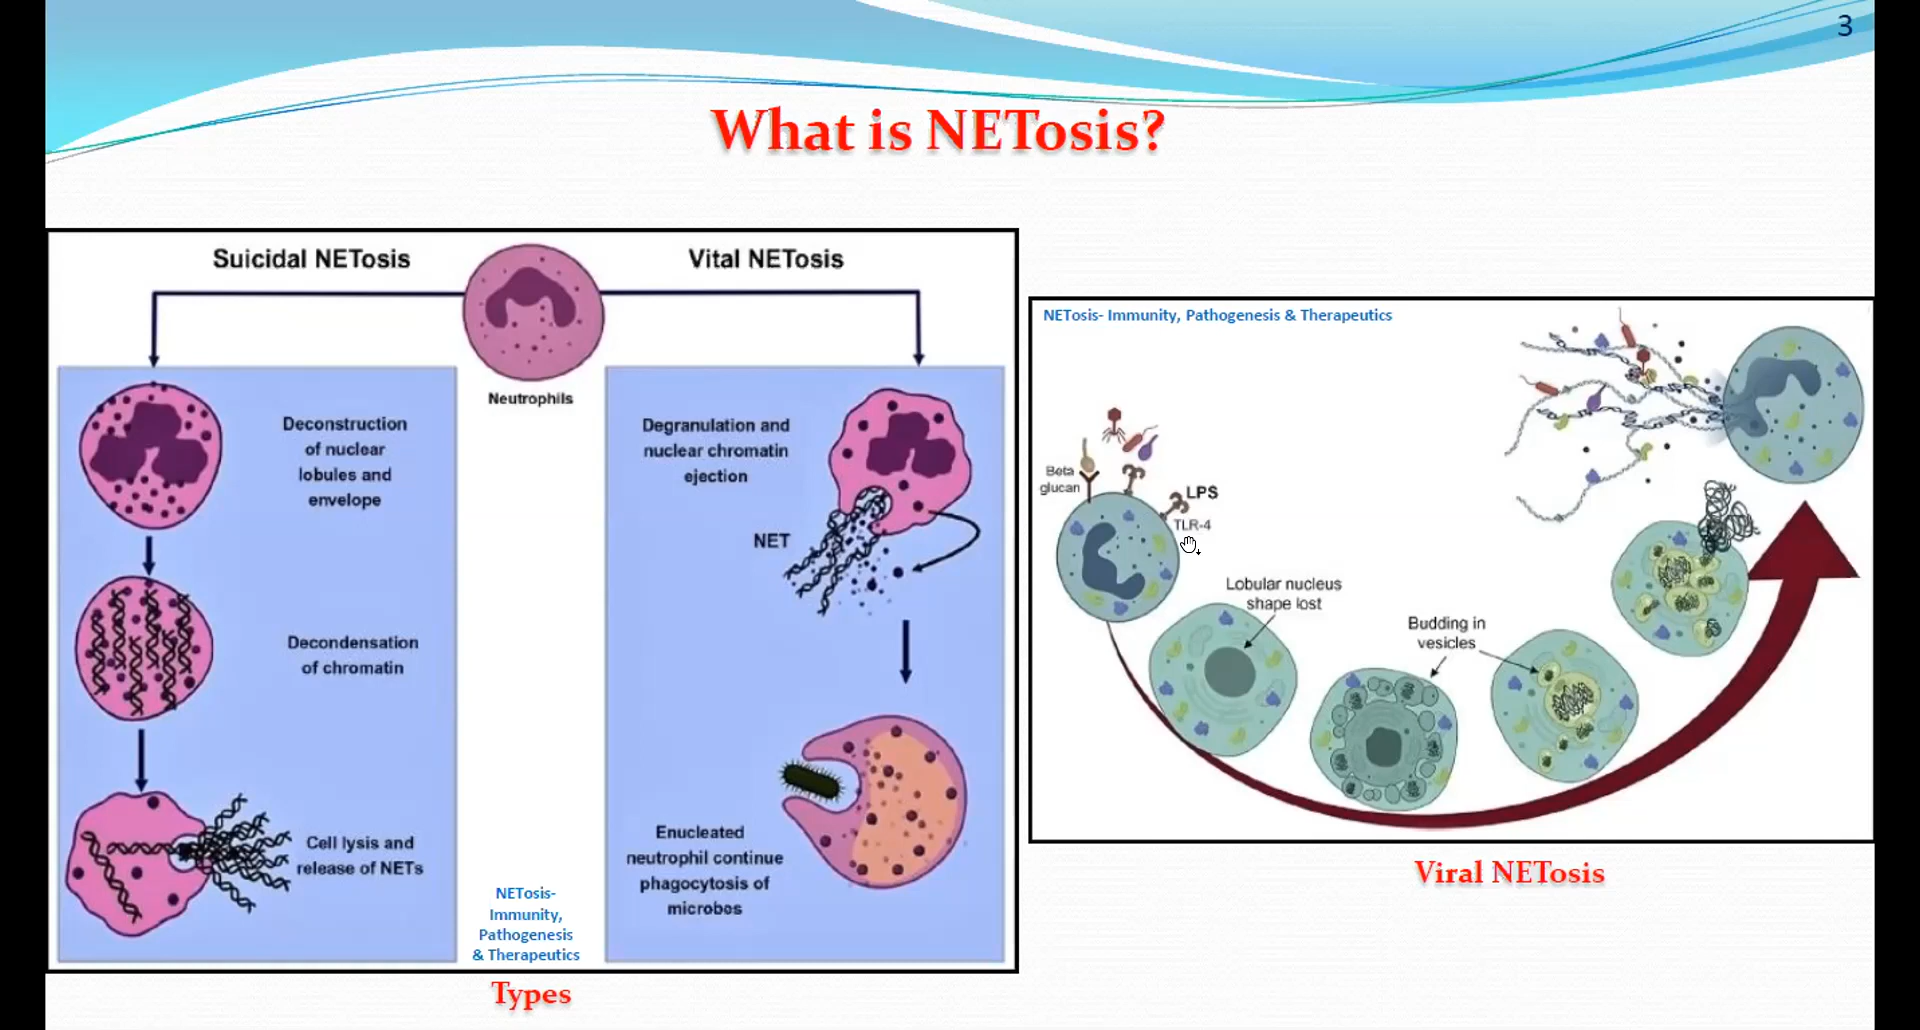 3
What is NETosis?
Suicidal NETosis
Vital NETosis
Neutrophils
Deconstruction
of nuclear
lobules and
envelope
Decondensation
of chromatin
Cell lysis and
release of NETs
Degranulation and
nuclear chromatin
ejection
NET
Enucleated
neutrophil continue
phagocytosis of
microbes
NETosis-
Immunity,
Pathogenesis
& Therapeutics
Types
NETosis- Immunity, Pathogenesis & Therapeutics
Beta
glucan
LPS
TLR-4
Lobular nucleus
shape lost
Budding in
vesicles
Viral NETosis